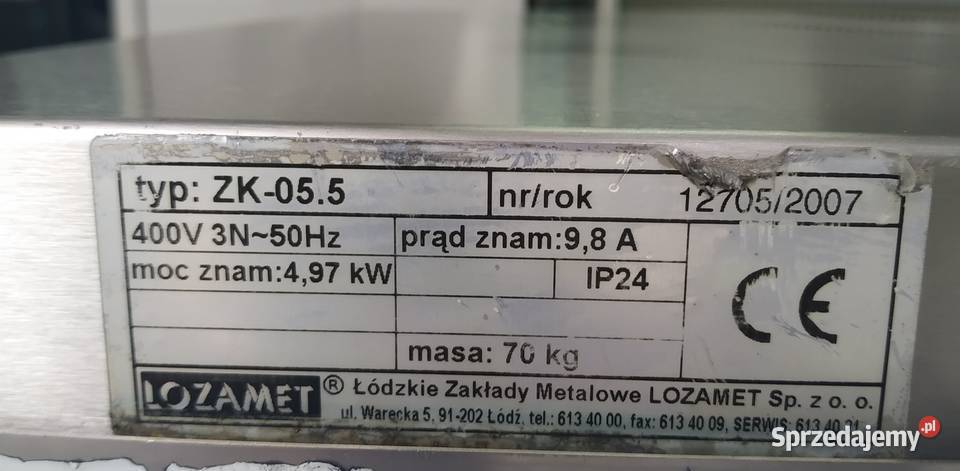 typ: ZK-05.5 nr/rok 12705/2007
400V 3N~50Hz prąd znam:9,8 A
moc znam:4,97 kW IP24
CE
masa: 70 kg
LOZAMET ® Łódzkie Zakłady Metalowe LOZAMET Sp. z o. o.
ul. Warecka 5, 91-202 Łódź, tel.: 613 40 00, fax: 613 40 09, SERWIS: 613 40
Sprzedajemy.pl